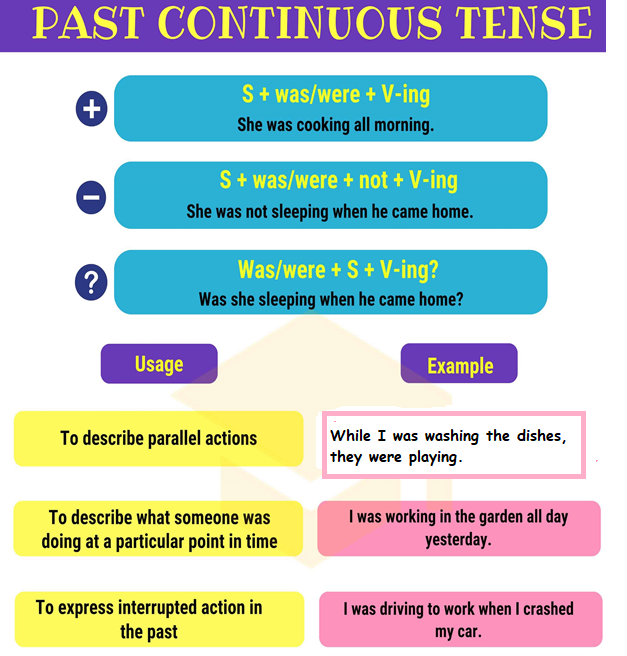 PAST CONTINUOUS TENSE
+
S + was/were + V-ing
She was cooking all morning.
−
S + was/were + not + V-ing
She was not sleeping when he came home.
?
Was/were + S + V-ing?
Was she sleeping when he came home?
Usage
Example
To describe parallel actions
While I was washing the dishes,
they were playing.
To describe what someone was
doing at a particular point in time
I was working in the garden all day
yesterday.
To express interrupted action in
the past
I was driving to work when I crashed
my car.